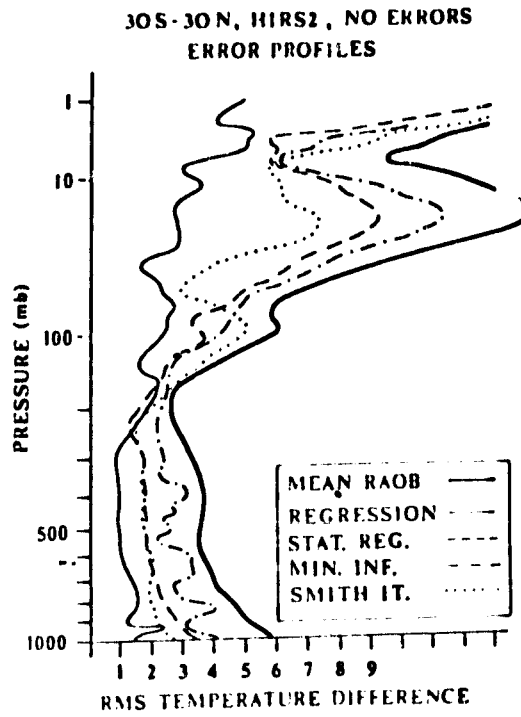 30S-30N, HIRS2, NO ERRORS
ERROR PROFILES
1
10
100
500
1000
PRESSURE (mb)
MEAN RAOB
REGRESSION
STAT. REG.
MIN. INF.
SMITH IT.
1 2 3 4 5 6 7 8 9
RMS TEMPERATURE DIFFERENCE